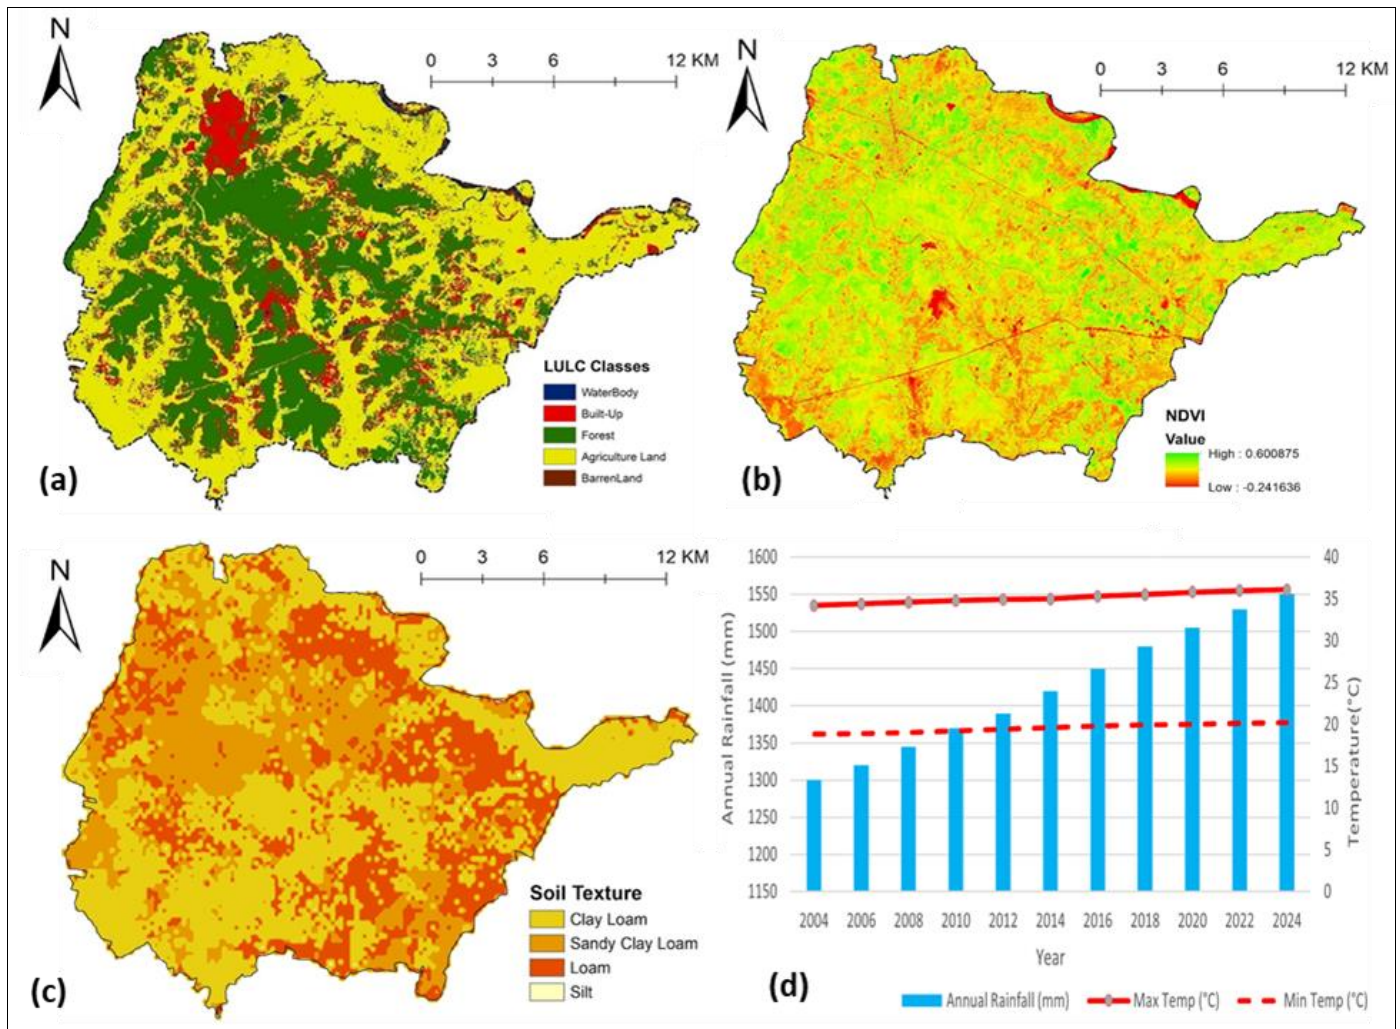 N
0 3 6 12 KM
LULC Classes
WaterBody
Built-Up
Forest
Agriculture Land
BarrenLand
(a)
N
0 3 6 12 KM
NDVI
Value
High : 0.600875
Low : -0.241636
(b)
N
0 3 6 12 KM
Soil Texture
Clay Loam
Sandy Clay Loam
Loam
Silt
(c)
Annual Rainfall (mm)
1600
1550
1500
1450
1400
1350
1300
1250
1200
1150
40
35
30
25
20
15
10
5
0
Temperature(°C)
2004 2006 2008 2010 2012 2014 2016 2018 2020 2022 2024
Year
(d)
Annual Rainfall (mm) Max Temp (°C) Min Temp (°C)